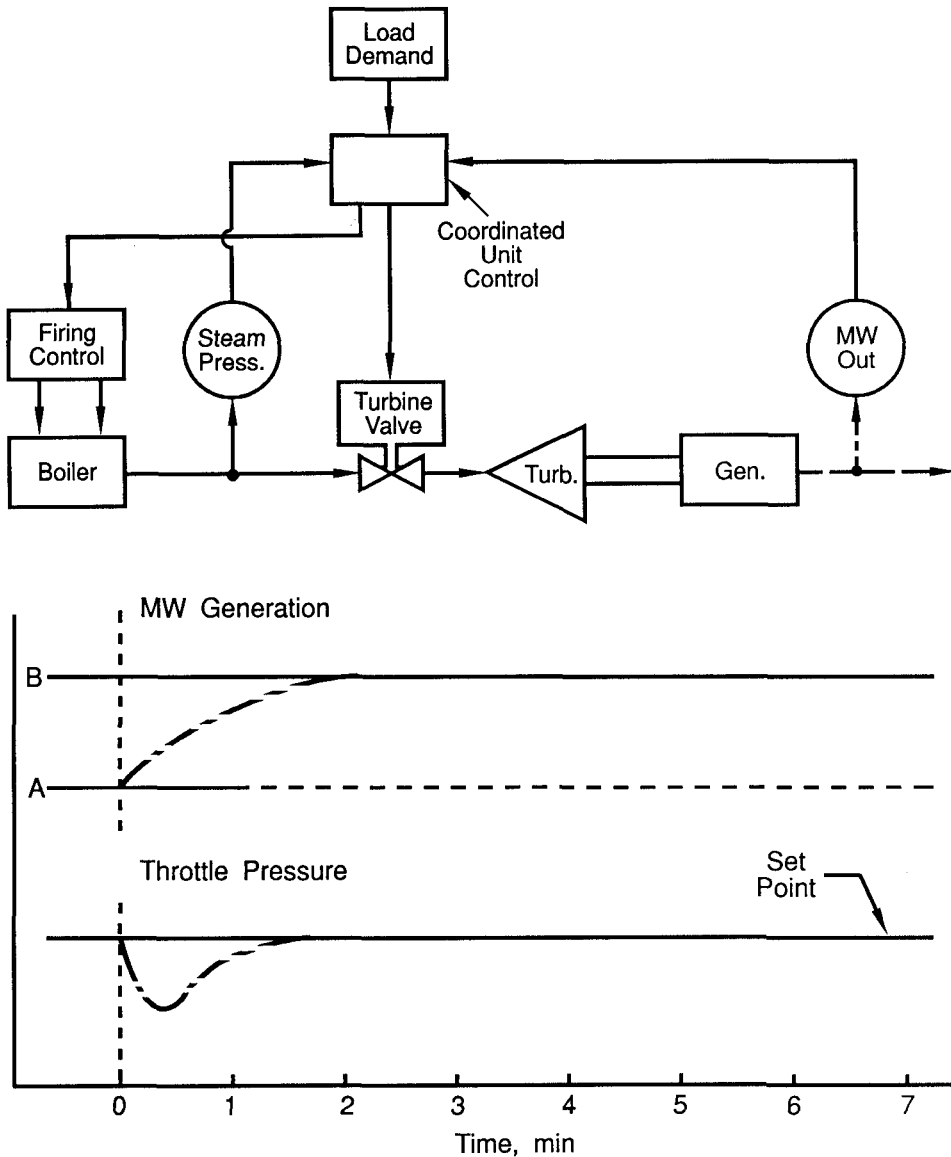 Load
Demand
Coordinated
Unit
Control
Firing
Control
Steam
Press.
MW
Out
Turbine
Valve
Boiler
Turb.
Gen.
MW Generation
B
A
Throttle Pressure
Set
Point
0 1 2 3 4 5 6 7
Time, min